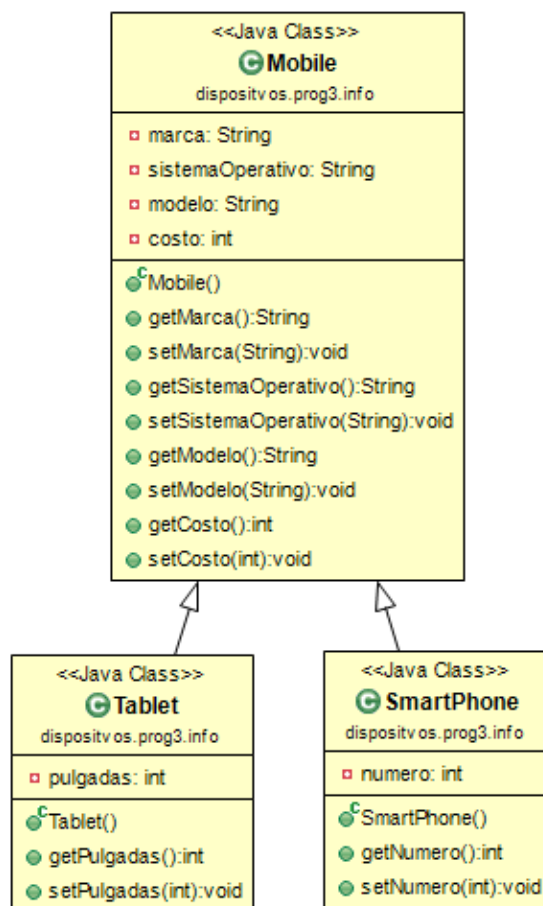 <<Java Class>>
C Mobile
dispositvos.prog3.info
marca: String
sistemaOperativo: String
modelo: String
costo: int
C Mobile()
getMarca():String
setMarca(String):void
getSistemaOperativo():String
setSistemaOperativo(String):void
getModelo():String
setModelo(String):void
getCosto():int
setCosto(int):void
<<Java Class>>
C Tablet
dispositvos.prog3.info
pulgadas: int
C Tablet()
getPulgadas():int
setPulgadas(int):void
<<Java Class>>
C SmartPhone
dispositvos.prog3.info
numero: int
C SmartPhone()
getNumero():int
setNumero(int):void